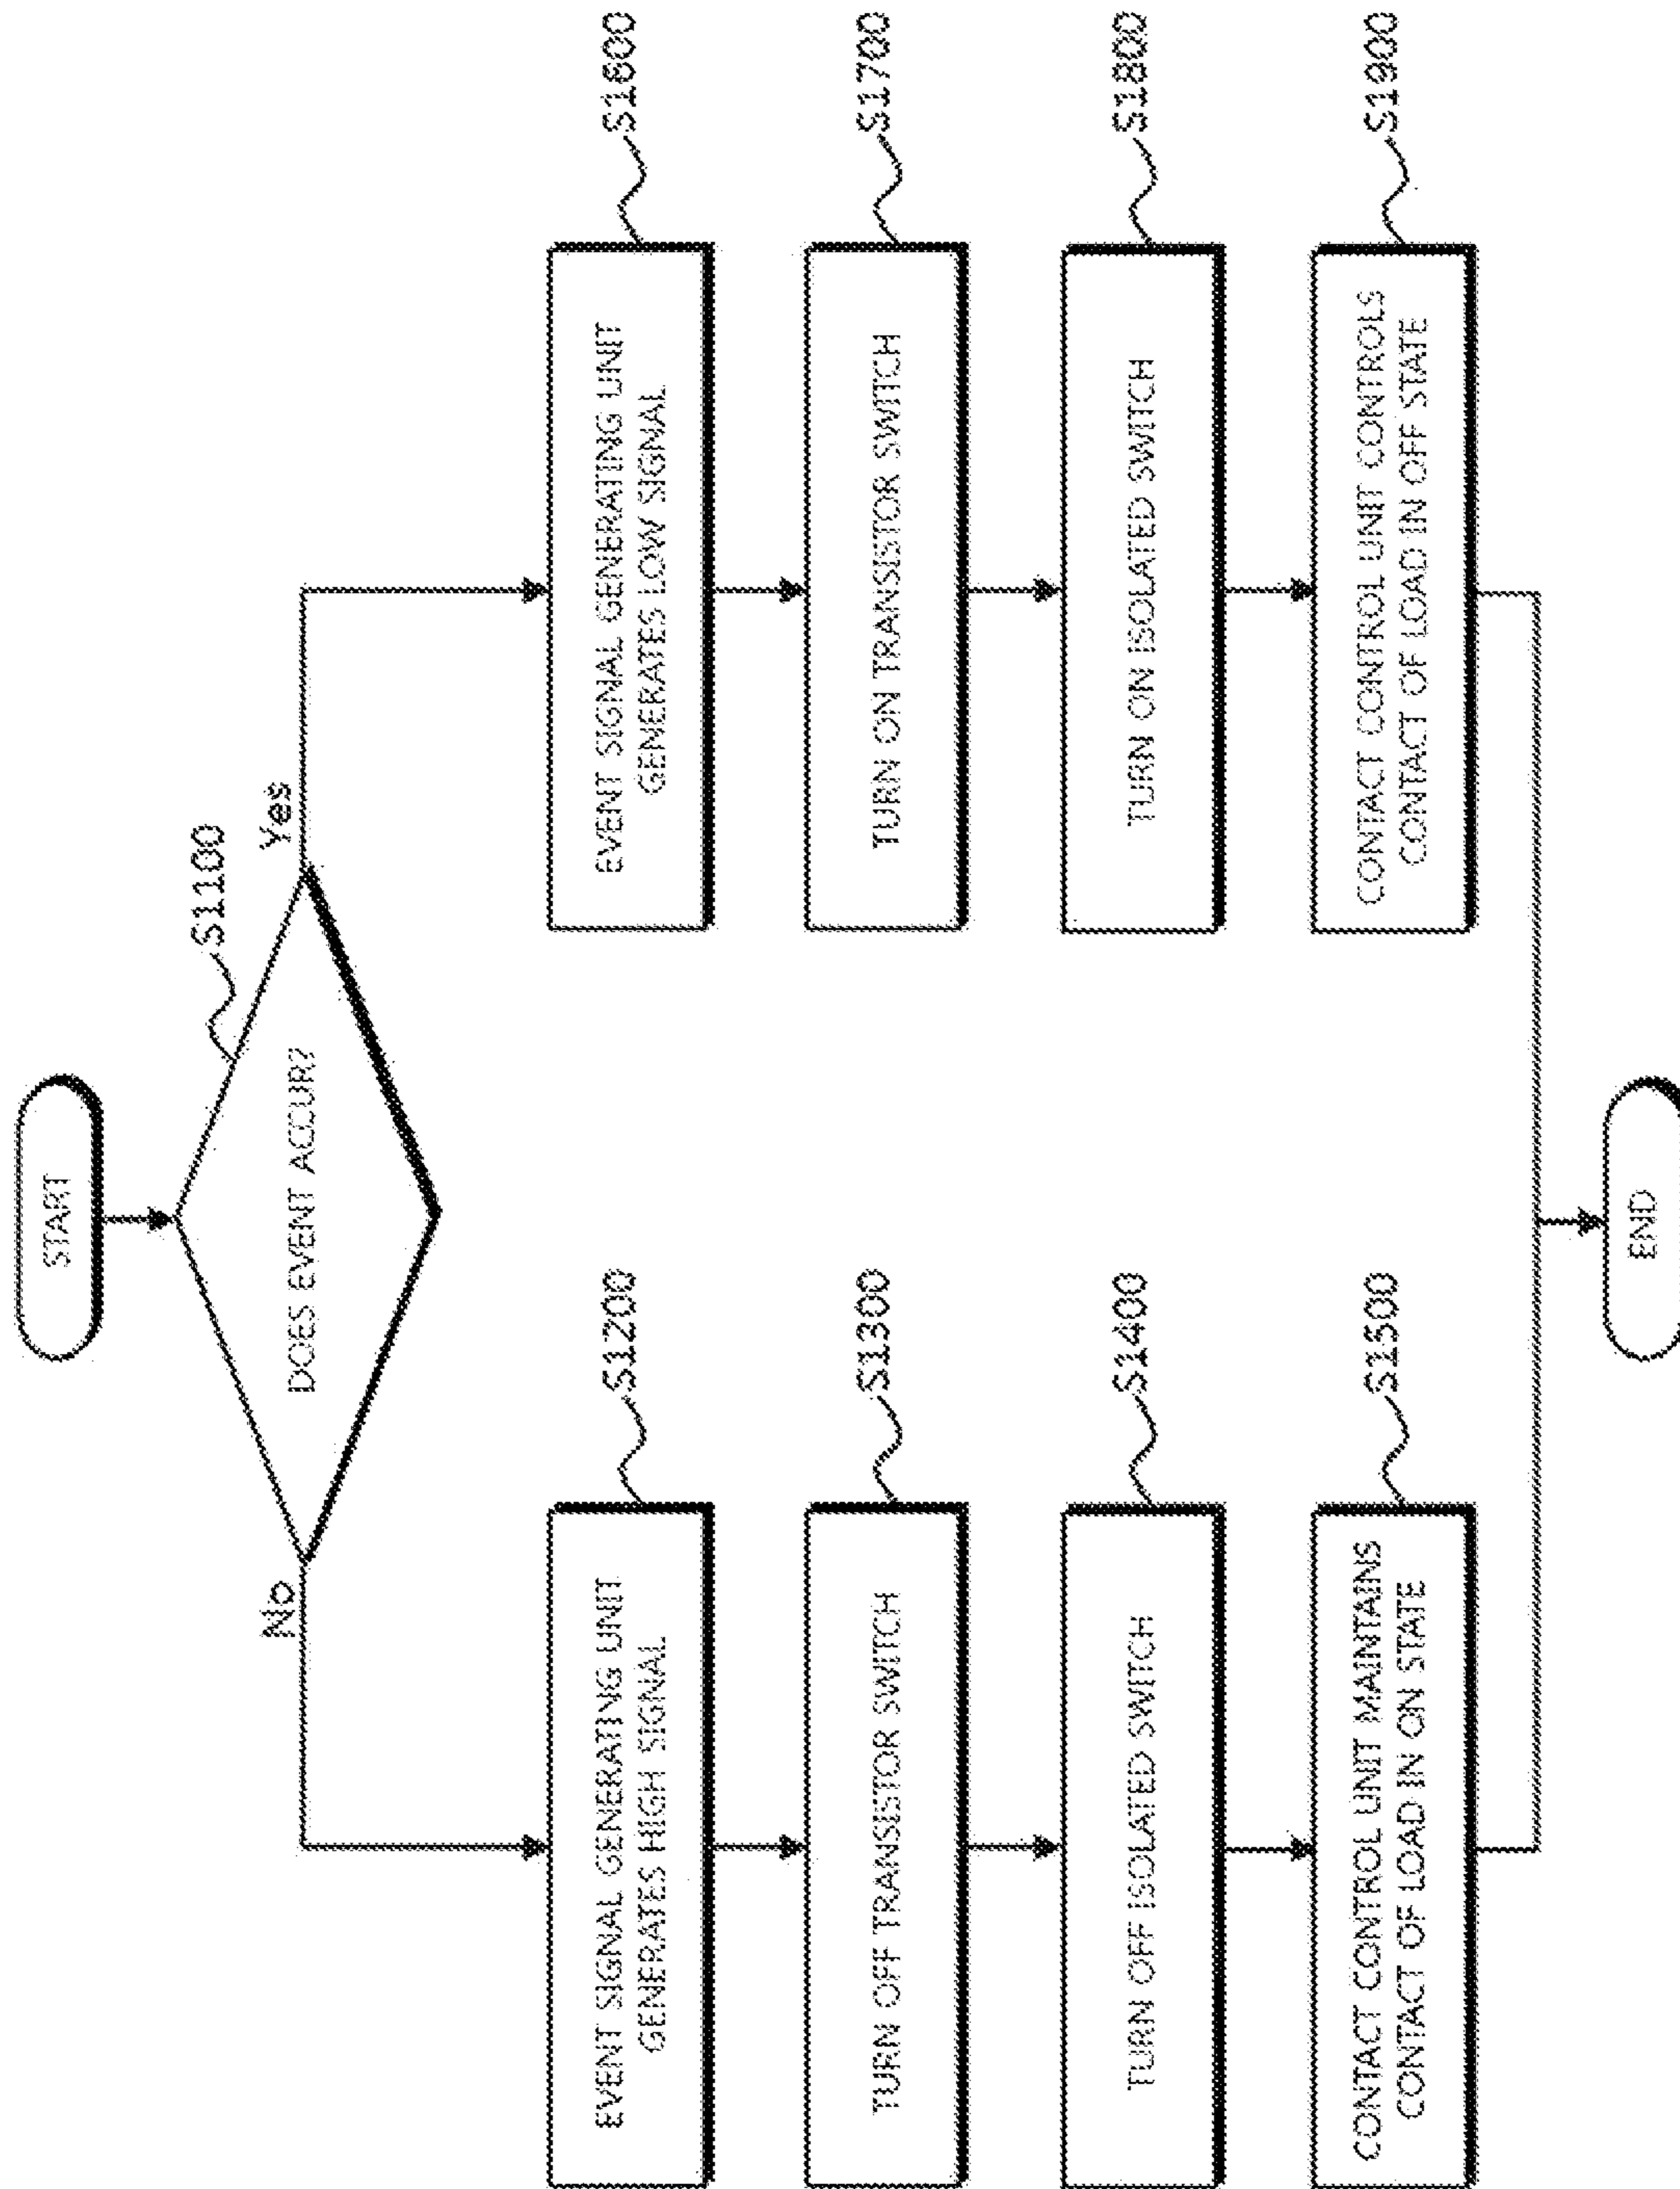 START
S1100
DOES EVENT ACCUR?
No
Yes
S1200
EVENT SIGNAL GENERATING UNIT
GENERATES HIGH SIGNAL
S1300
TURN OFF TRANSISTOR SWITCH
S1400
TURN OFF ISOLATED SWITCH
S1500
CONTACT CONTROL UNIT MAINTAINS
CONTACT OF LOAD IN ON STATE
S1600
EVENT SIGNAL GENERATING UNIT
GENERATES LOW SIGNAL
S1700
TURN ON TRANSISTOR SWITCH
S1800
TURN ON ISOLATED SWITCH
S1900
CONTACT CONTROL UNIT CONTROLS
CONTACT OF LOAD IN OFF STATE
END